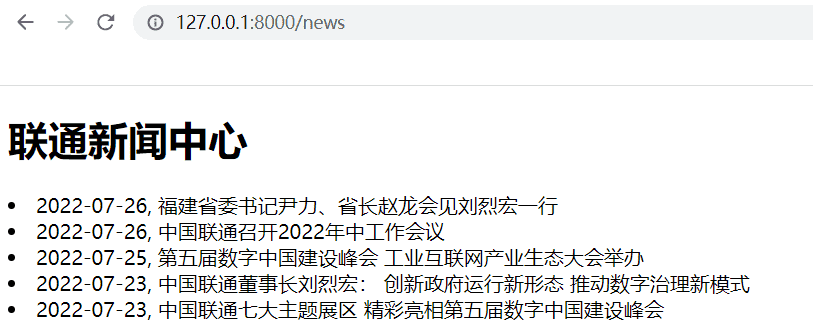 127.0.0.1:8000/news
联通新闻中心
2022-07-26, 福建省委书记尹力、省长赵龙会见刘烈宏一行
2022-07-26, 中国联通召开2022年中工作会议
2022-07-25, 第五届数字中国建设峰会 工业互联网产业生态大会举办
2022-07-23, 中国联通董事长刘烈宏： 创新政府运行新形态 推动数字治理新模式
2022-07-23, 中国联通七大主题展区 精彩亮相第五届数字中国建设峰会